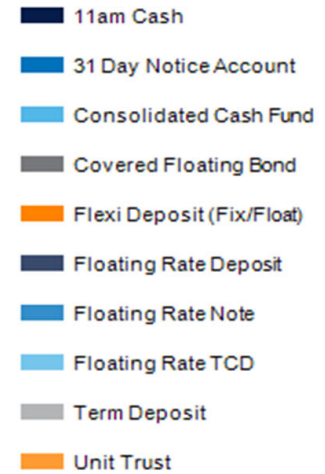 11am Cash
31 Day Notice Account
Consolidated Cash Fund
Covered Floating Bond
Flexi Deposit (Fix/Float)
Floating Rate Deposit
Floating Rate Note
Floating Rate TCD
Term Deposit
Unit Trust